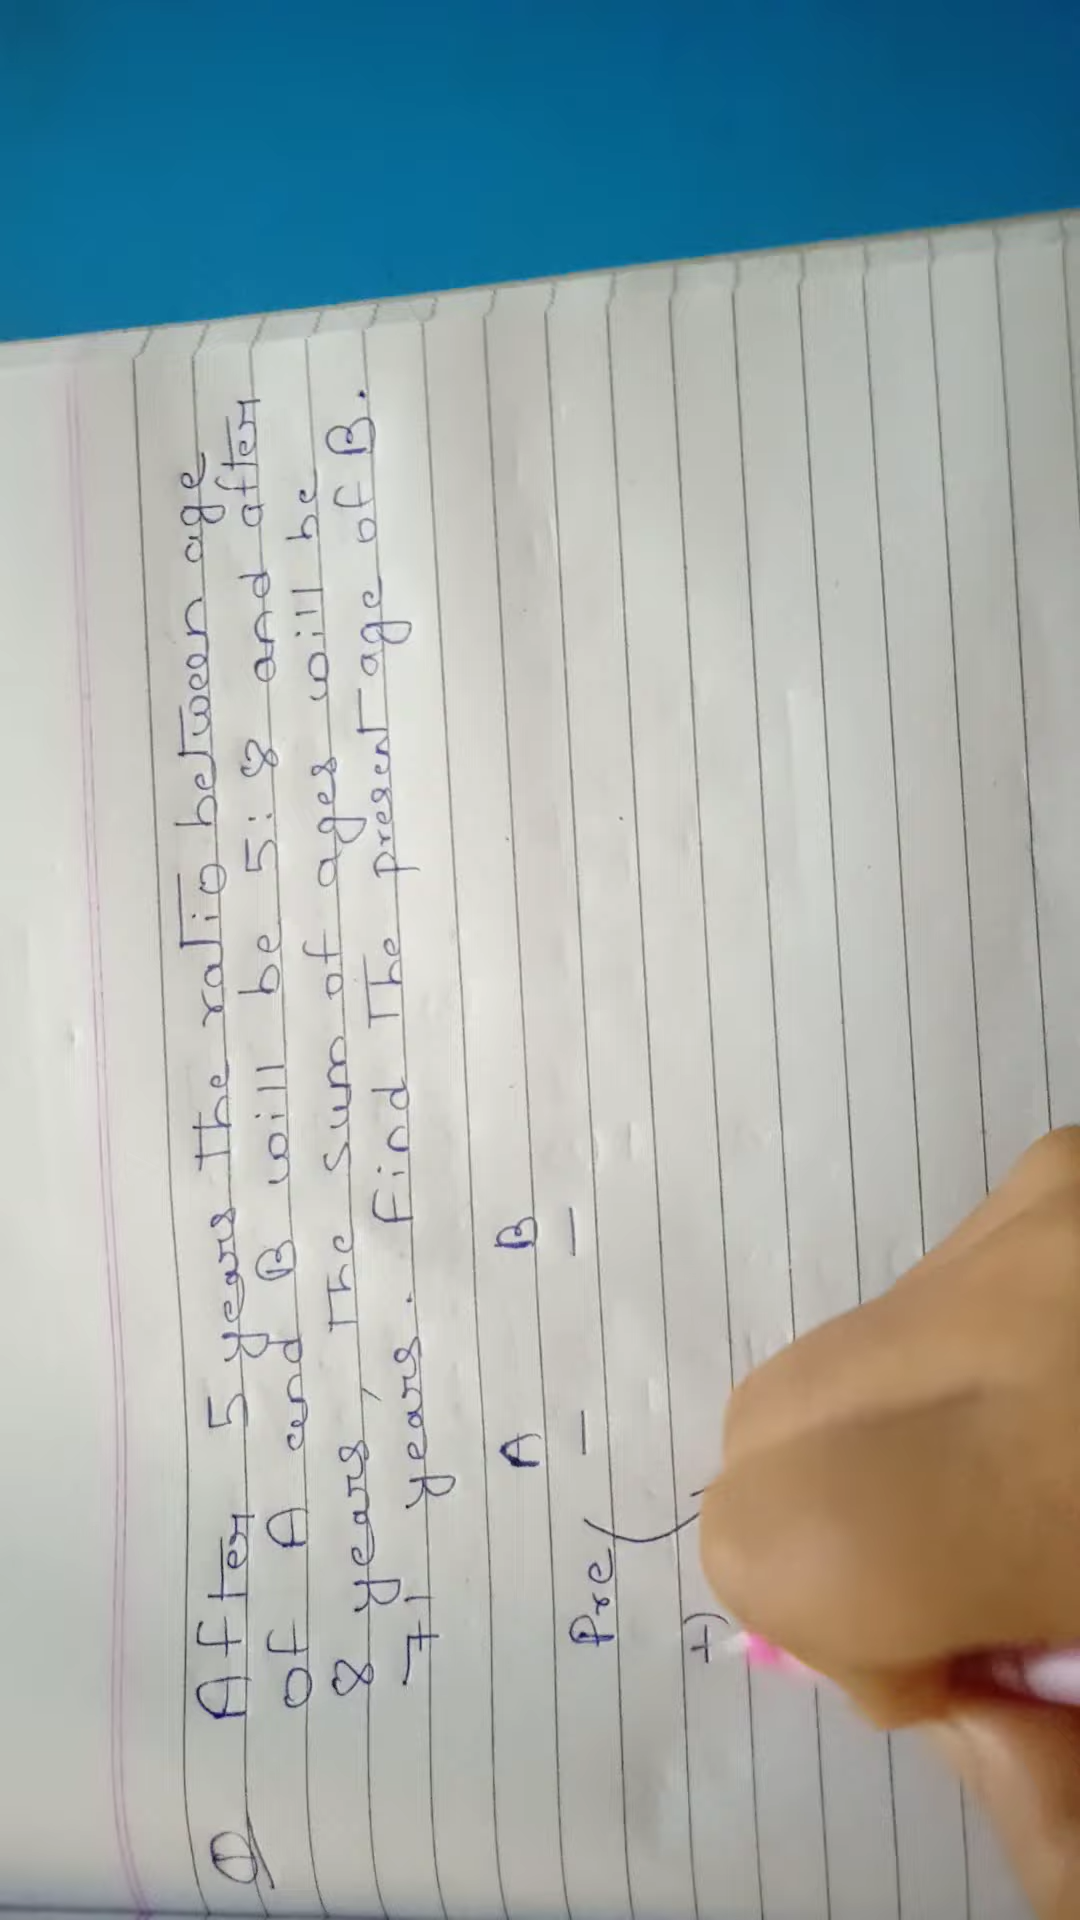 Q After 5 years the ratio between age
of A and B will be 5:8 and after
8 years, the sum of ages will be
71 years. find the present age of B.
A B
Pre - -
+)